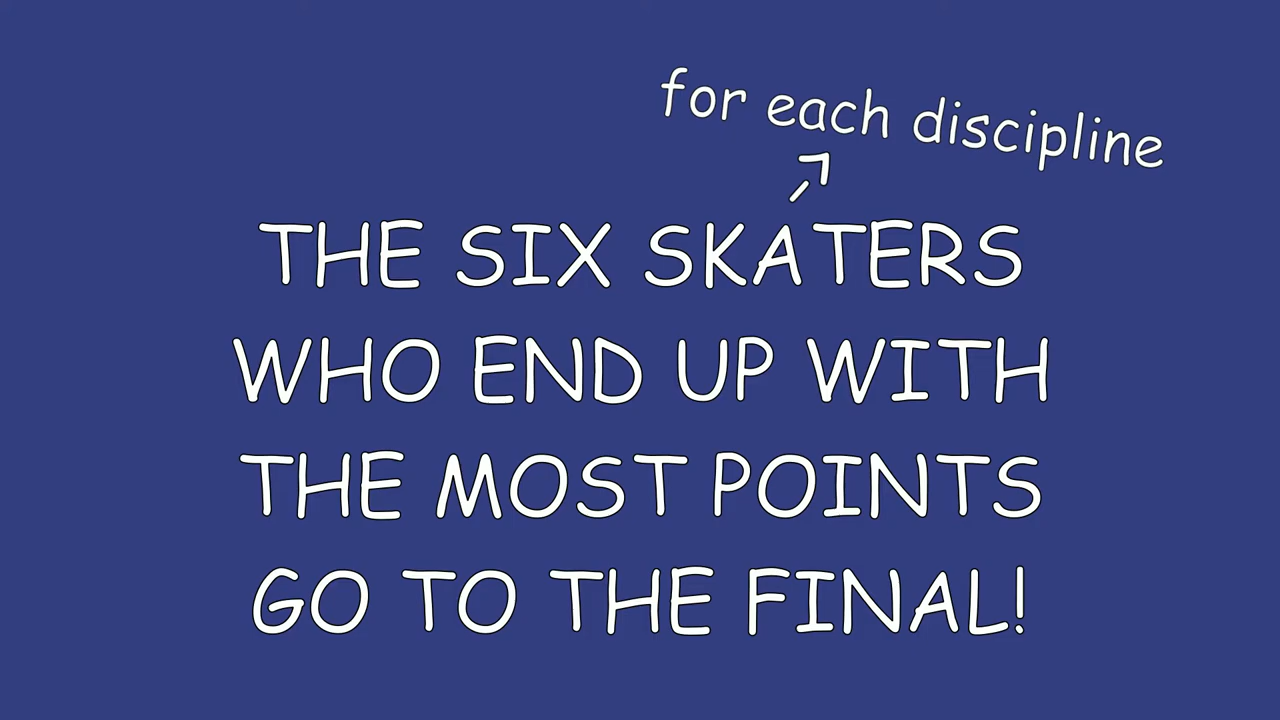 for each discipline
THE SIX SKATERS
WHO END UP WITH
THE MOST POINTS
GO TO THE FINAL!